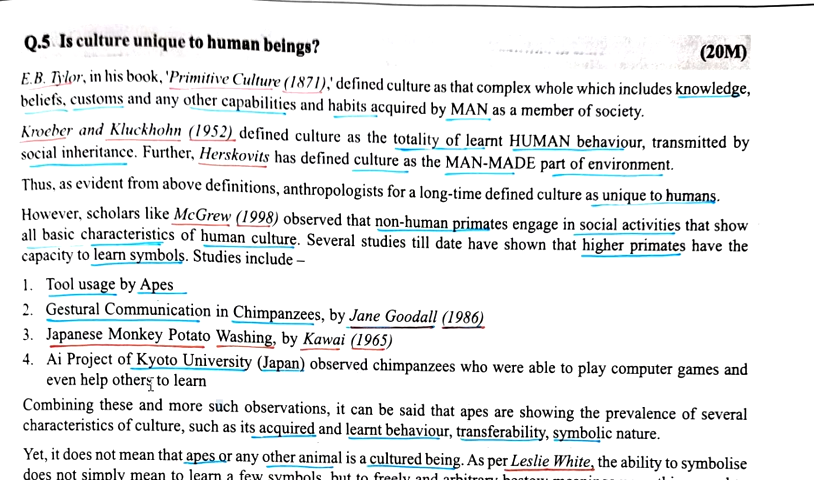 Q.5 Is culture unique to human beings?
(20M)
E.B. Tylor, in his book, 'Primitive Culture (1871),' defined culture as that complex whole which includes knowledge,
beliefs, customs and any other capabilities and habits acquired by MAN as a member of society.
Kroeber and Kluckhohn (1952) defined culture as the totality of learnt HUMAN behaviour, transmitted by
social inheritance. Further, Herskovits has defined culture as the MAN-MADE part of environment.
Thus, as evident from above definitions, anthropologists for a long-time defined culture as unique to humans.
However, scholars like McGrew (1998) observed that non-human primates engage in social activities that show
all basic characteristics of human culture. Several studies till date have shown that higher primates have the
capacity to learn symbols. Studies include –
1. Tool usage by Apes
2. Gestural Communication in Chimpanzees, by Jane Goodall (1986)
3. Japanese Monkey Potato Washing, by Kawai (1965)
4. Ai Project of Kyoto University (Japan) observed chimpanzees who were able to play computer games and
even help others to learn
Combining these and more such observations, it can be said that apes are showing the prevalence of several
characteristics of culture, such as its acquired and learnt behaviour, transferability, symbolic nature.
Yet, it does not mean that apes or any other animal is a cultured being. As per Leslie White, the ability to symbolise
does not simply mean to learn a few symbols, but to freely and